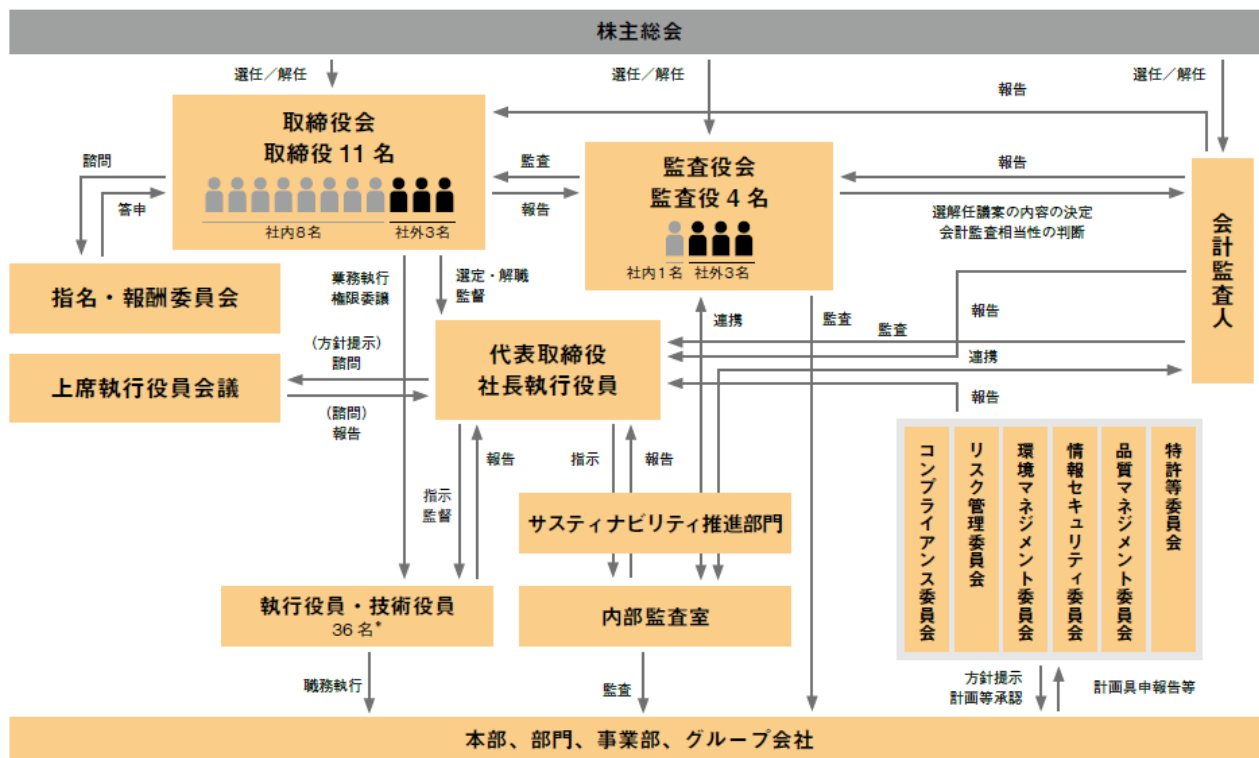 株主総会
選任／解任
選任／解任
選任／解任
報告
取締役会
取締役11名
社内8名
社外3名
諮問
答申
監査
報告
監査役会
監査役4名
社内1名
社外3名
報告
選解任議案の内容の決定
会計監査相当性の判断
会計監査人
指名・報酬委員会
業務執行
権限委譲
選定・解職
監督
連携
監査
監査
報告
連携
報告
上席執行役員会議
（方針提示）
諮問
（諮問）
報告
代表取締役
社長執行役員
指示
監督
報告
指示
報告
サスティナビリティ推進部門
コンプライアンス委員会
リスク管理委員会
環境マネジメント委員会
情報セキュリティ委員会
品質マネジメント委員会
特許等委員会
執行役員・技術役員
36名*
内部監査室
職務執行
監査
方針提示
計画等承認
計画具申報告等
本部、部門、事業部、グループ会社